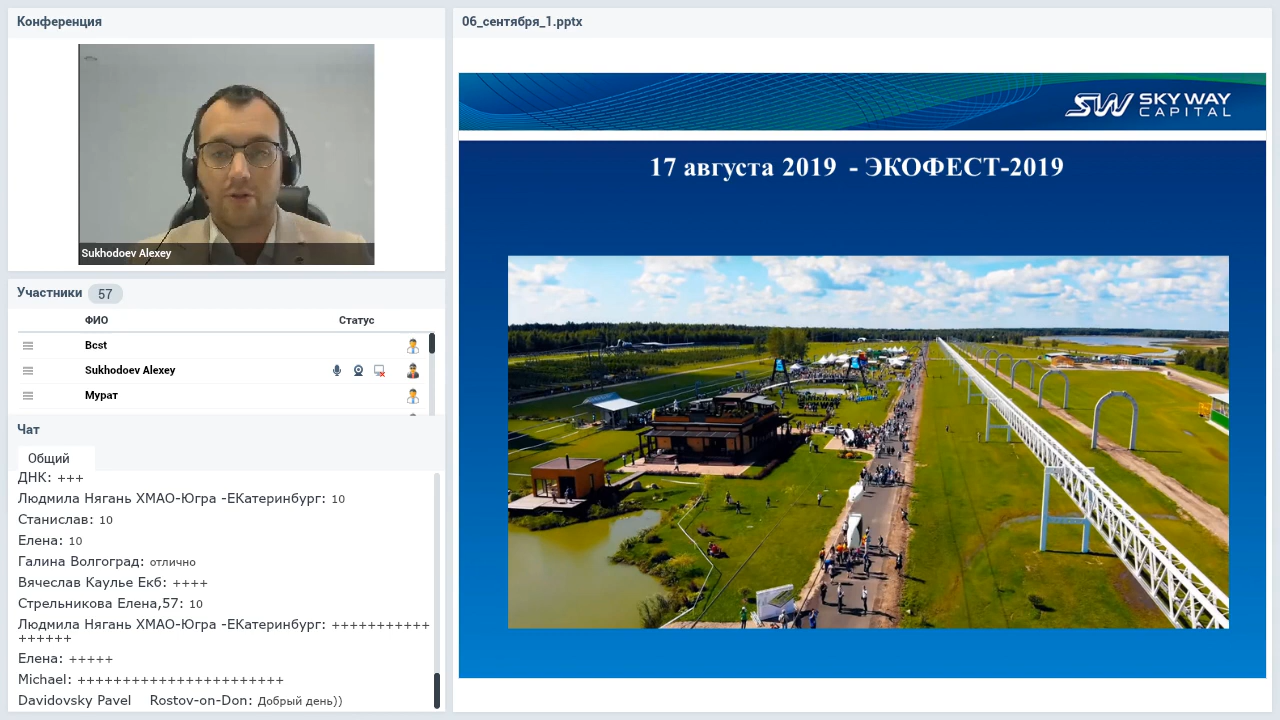 Конференция
Sukhodoev Alexey
Участники 57
ФИО Статус
Bcst
Sukhodoev Alexey
Мурат
Чат
Общий
ДНК: +++
Людмила Нягань ХМАО-Югра -ЕКатеринбург: 10
Станислав: 10
Елена: 10
Галина Волгоград: отлично
Вячеслав Каулье Екб: ++++
Стрельникова Елена,57: 10
Людмила Нягань ХМАО-Югра -ЕКатеринбург: +++++++++++
++++++
Елена: +++++
Michael: +++++++++++++++++++++++
Davidovsky Pavel Rostov-on-Don: Добрый день))
06_сентября_1.pptx
SW SKY WAY
CAPITAL
17 августа 2019 - ЭКОФЕСТ-2019